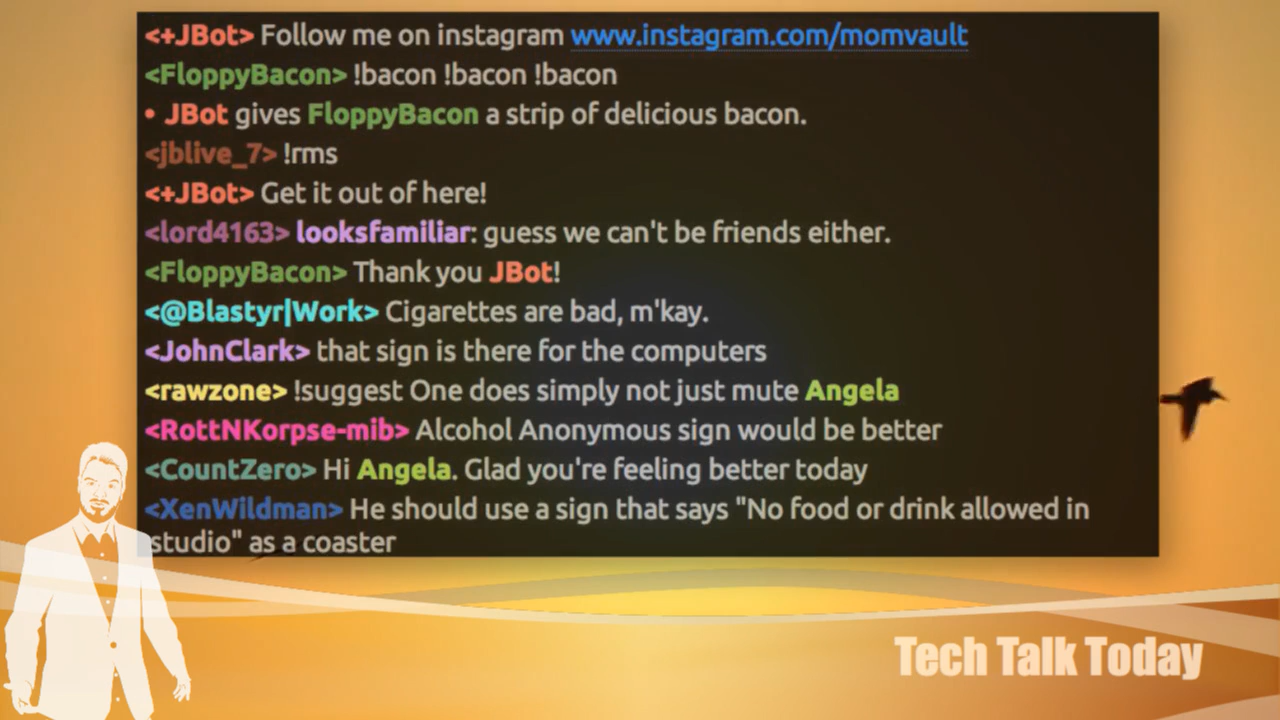 <+JBot> Follow me on instagram www.instagram.com/momvault
<FloppyBacon> !bacon !bacon !bacon
• JBot gives FloppyBacon a strip of delicious bacon.
<jblive_7> !rms
<+JBot> Get it out of here!
<lord4163> looksfamiliar: guess we can't be friends either.
<FloppyBacon> Thank you JBot!
<@Blastyr|Work> Cigarettes are bad, m'kay.
<JohnClark> that sign is there for the computers
<rawzone> !suggest One does simply not just mute Angela
<RottNKorpse-mib> Alcohol Anonymous sign would be better
<CountZero> Hi Angela. Glad you're feeling better today
<XenWildman> He should use a sign that says "No food or drink allowed in
studio" as a coaster
Tech Talk Today